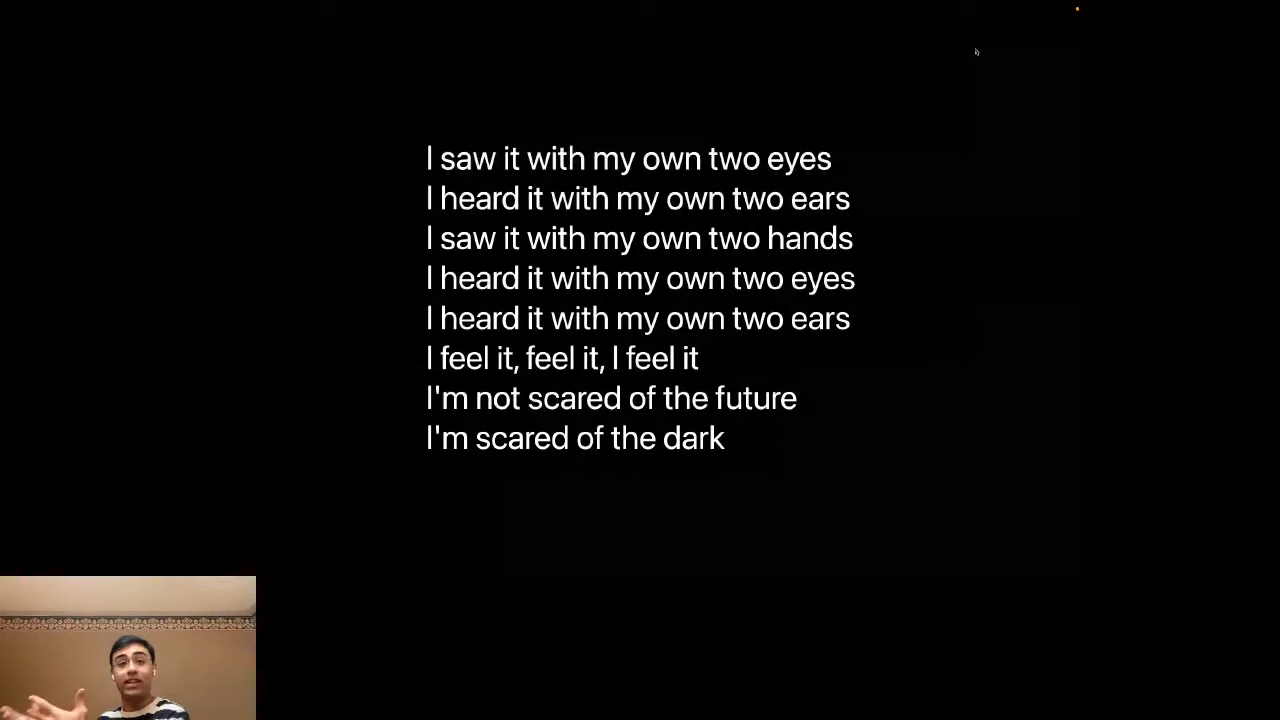 I saw it with my own two eyes
I heard it with my own two ears
I saw it with my own two hands
I heard it with my own two eyes
I heard it with my own two ears
I feel it, feel it, I feel it
I'm not scared of the future
I'm scared of the dark